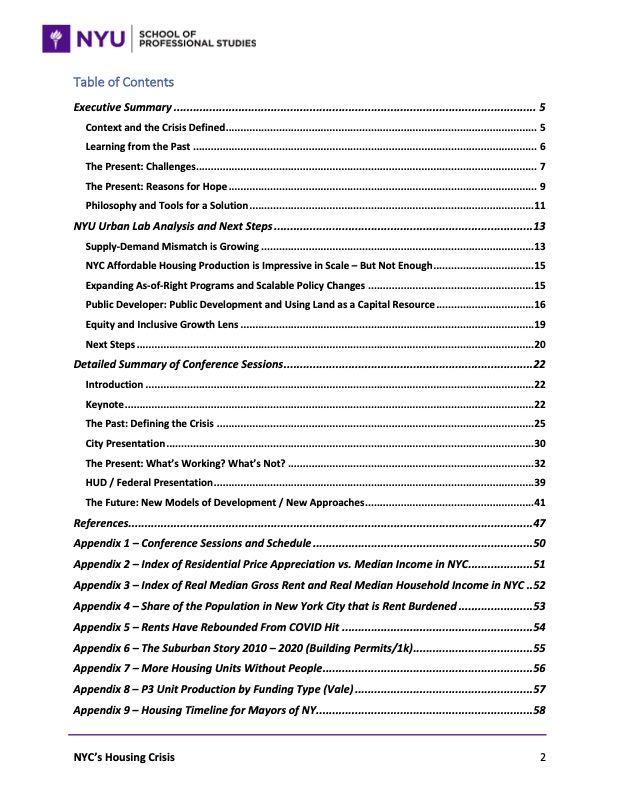 NYU SCHOOL OF
PROFESSIONAL STUDIES
Table of Contents
Executive Summary ........ 5
Context and the Crisis Defined........ 5
Learning from the Past ........ 6
The Present: Challenges........ 7
The Present: Reasons for Hope ........ 9
Philosophy and Tools for a Solution ........ 11
NYU Urban Lab Analysis and Next Steps ........ 13
Supply-Demand Mismatch is Growing ........ 13
NYC Affordable Housing Production is Impressive in Scale – But Not Enough........ 15
Expanding As-of-Right Programs and Scalable Policy Changes ........ 15
Public Developer: Public Development and Using Land as a Capital Resource ........ 16
Equity and Inclusive Growth Lens ........ 19
Next Steps ........ 20
Detailed Summary of Conference Sessions........ 22
Introduction ........ 22
Keynote........ 22
The Past: Defining the Crisis ........ 25
City Presentation ........ 30
The Present: What’s Working? What’s Not? ........ 32
HUD / Federal Presentation........ 39
The Future: New Models of Development / New Approaches........ 41
References........ 47
Appendix 1 – Conference Sessions and Schedule ........ 50
Appendix 2 – Index of Residential Price Appreciation vs. Median Income in NYC........ 51
Appendix 3 – Index of Real Median Gross Rent and Real Median Household Income in NYC ..52
Appendix 4 – Share of the Population in New York City that is Rent Burdened ........ 53
Appendix 5 – Rents Have Rebounded From COVID Hit ........ 54
Appendix 6 – The Suburban Story 2010 – 2020 (Building Permits/1k)........ 55
Appendix 7 – More Housing Units Without People........ 56
Appendix 8 – P3 Unit Production by Funding Type (Vale) ........ 57
Appendix 9 – Housing Timeline for Mayors of NY........ 58
NYC’s Housing Crisis 2